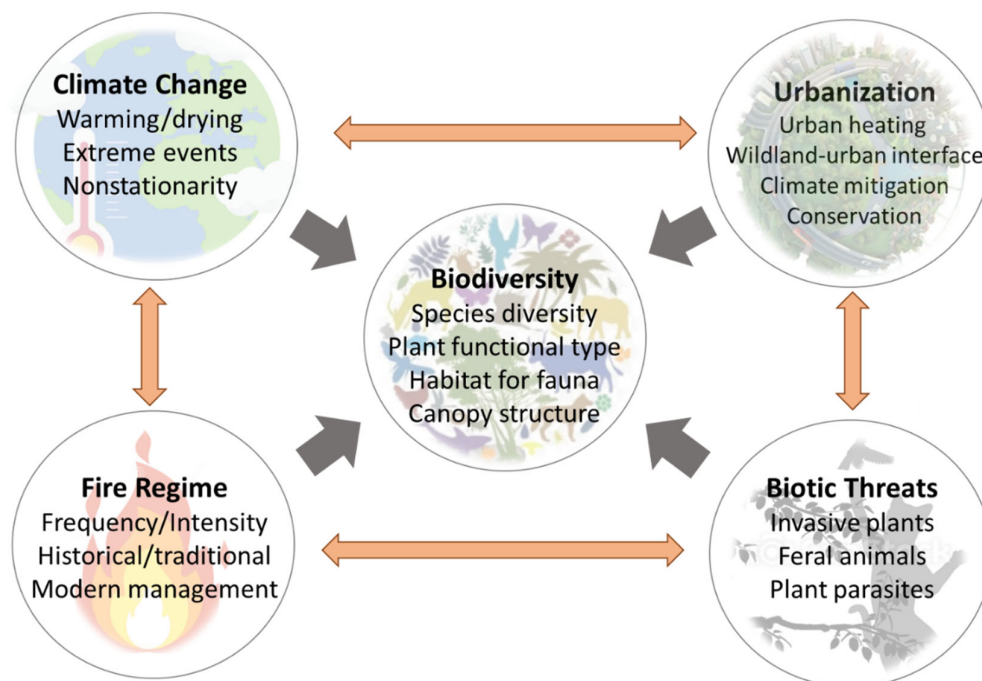 Climate Change
Warming/drying
Extreme events
Nonstationarity
Urbanization
Urban heating
Wildland-urban interface
Climate mitigation
Conservation
Biodiversity
Species diversity
Plant functional type
Habitat for fauna
Canopy structure
Fire Regime
Frequency/Intensity
Historical/traditional
Modern management
Biotic Threats
Invasive plants
Feral animals
Plant parasites